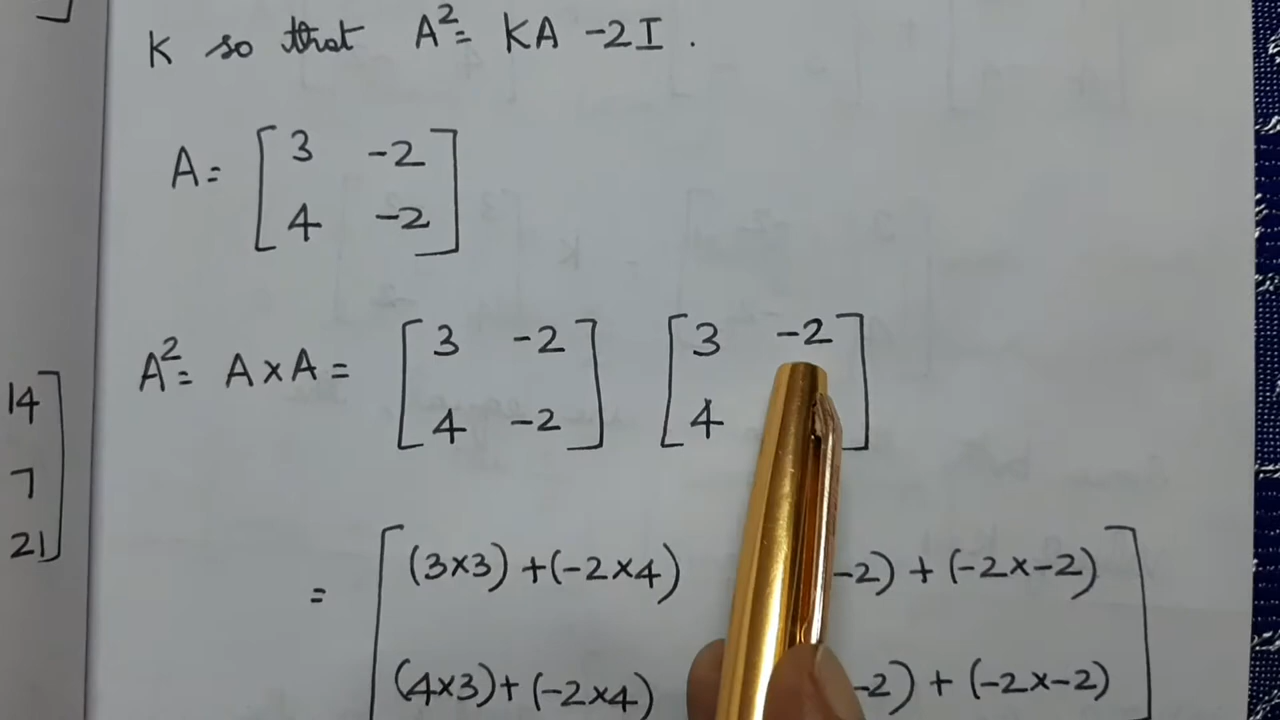 K so that A² = KA - 2I .
A = [ 3 -2
4 -2 ]
A² = A × A = [ 3 -2 [ 3 -2
4 -2 ] 4 ]
14
7
21
= [ (3×3) + (-2×4) -2) + (-2×-2)
(4×3) + (-2×4) -2) + (-2×-2) ]